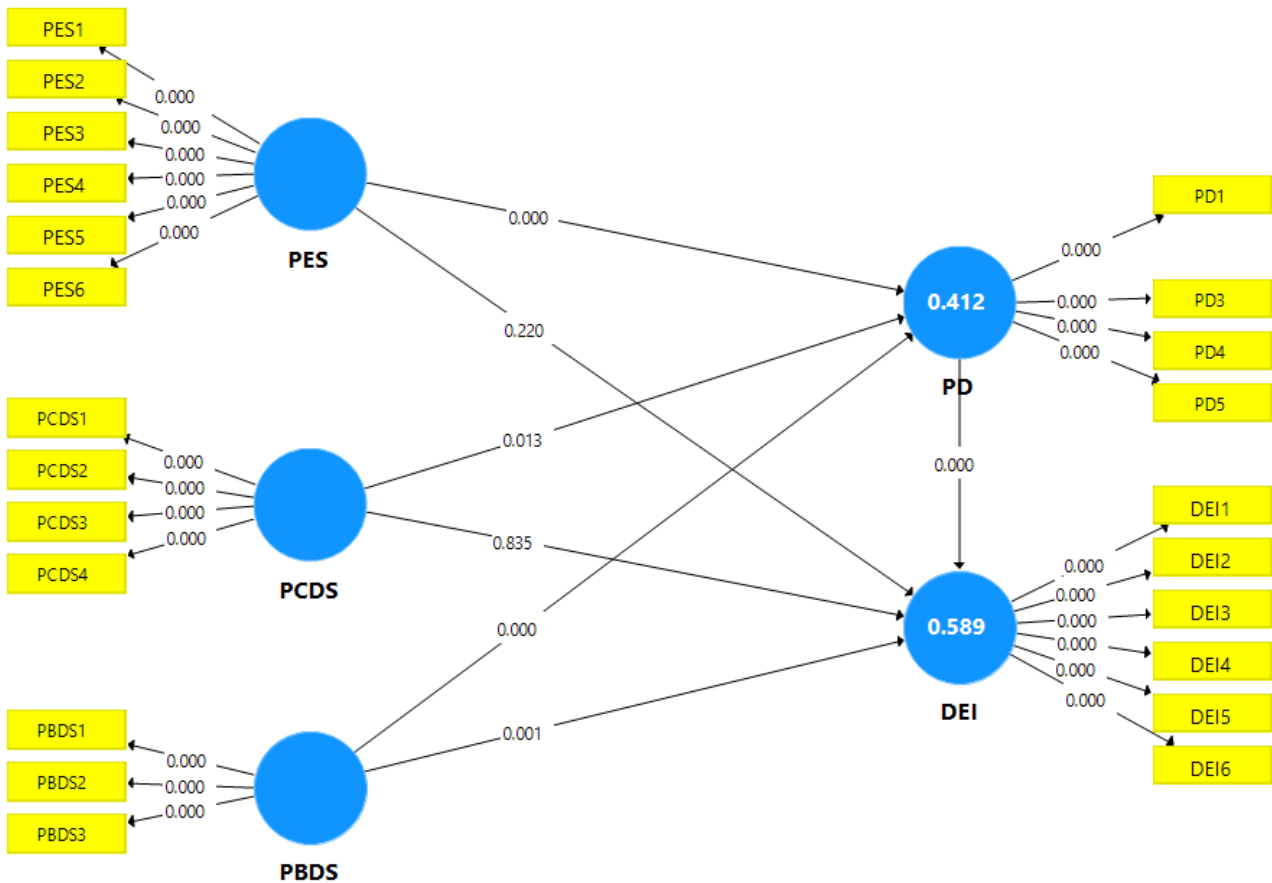 PES1
PES2
PES3
PES4
PES5
PES6
0.000
0.000
0.000
0.000
0.000
0.000
PES
PCDS1
PCDS2
PCDS3
PCDS4
0.000
0.000
0.000
0.000
PCDS
PBDS1
PBDS2
PBDS3
0.000
0.000
0.000
PBDS
0.000
0.220
0.013
0.835
0.000
0.001
0.412
PD
0.000
0.589
DEI
0.000
0.000
0.000
0.000
PD1
PD3
PD4
PD5
0.000
0.000
0.000
0.000
0.000
0.000
DEI1
DEI2
DEI3
DEI4
DEI5
DEI6